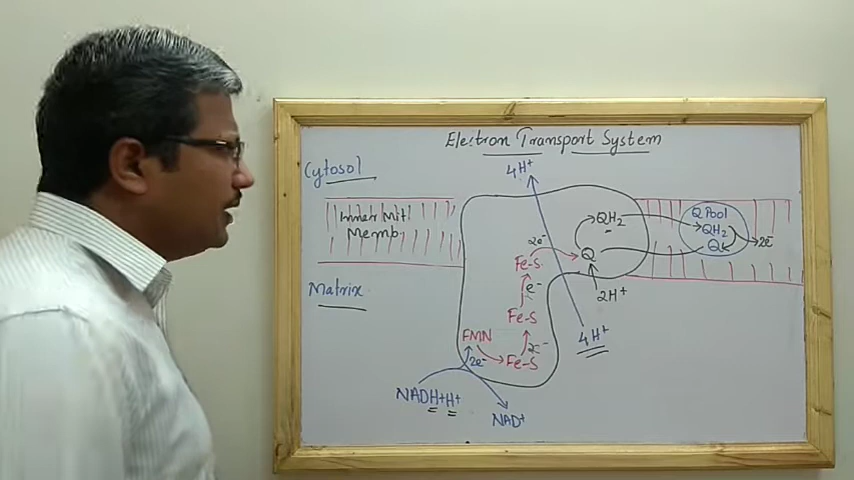 Electron Transport System
Cytosol
4H+
Inner Mit1
Memb.
Q Pool
QH2
QH2
Q
2e-
2e-
Q
Fe-S
Matrix
e-
2H+
Fe-S
FMN
4H+
2e-
Fe-S
2e-
NADH+H+
NAD+